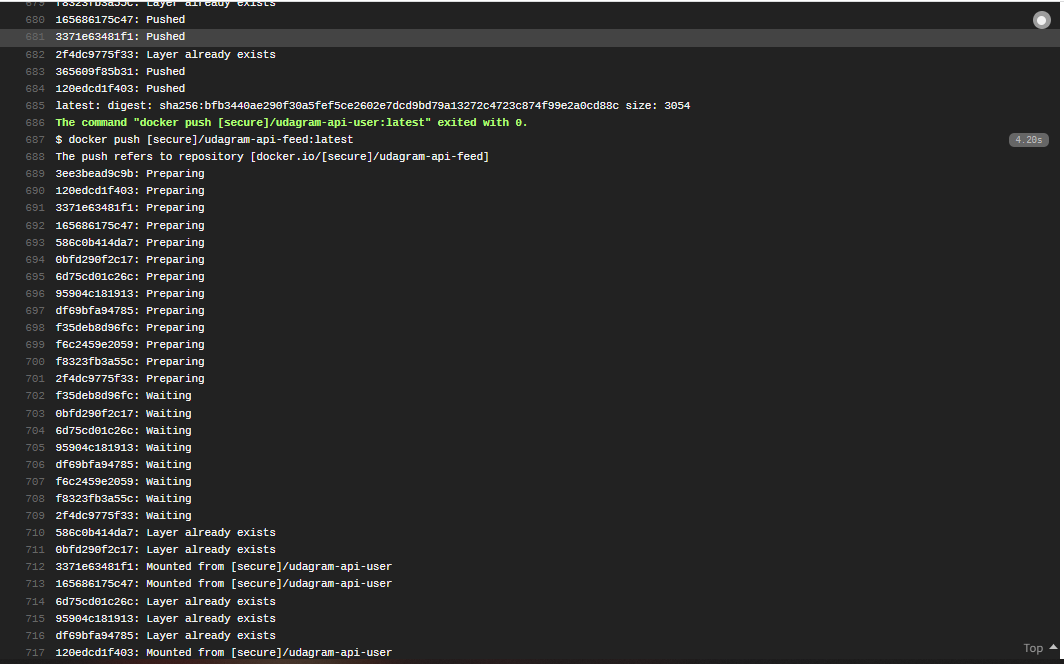 679 f8323fb3a55c: Layer already exists
680 165686175c47: Pushed
681 3371e63481f1: Pushed
682 2f4dc9775f33: Layer already exists
683 365609f85b31: Pushed
684 120edcd1f403: Pushed
685 latest: digest: sha256:bfb3440ae290f30a5fef5ce2602e7dcd9bd79a13272c4723c874f99e2a0cd88c size: 3054
686 The command "docker push [secure]/udagram-api-user:latest" exited with 0.
687 $ docker push [secure]/udagram-api-feed:latest 4.20s
688 The push refers to repository [docker.io/[secure]/udagram-api-feed]
689 3ee3bead9c9b: Preparing
690 120edcd1f403: Preparing
691 3371e63481f1: Preparing
692 165686175c47: Preparing
693 586c0b414da7: Preparing
694 0bfd290f2c17: Preparing
695 6d75cd01c26c: Preparing
696 95904c181913: Preparing
697 df69bfa94785: Preparing
698 f35deb8d96fc: Preparing
699 f6c2459e2059: Preparing
700 f8323fb3a55c: Preparing
701 2f4dc9775f33: Preparing
702 f35deb8d96fc: Waiting
703 0bfd290f2c17: Waiting
704 6d75cd01c26c: Waiting
705 95904c181913: Waiting
706 df69bfa94785: Waiting
707 f6c2459e2059: Waiting
708 f8323fb3a55c: Waiting
709 2f4dc9775f33: Waiting
710 586c0b414da7: Layer already exists
711 0bfd290f2c17: Layer already exists
712 3371e63481f1: Mounted from [secure]/udagram-api-user
713 165686175c47: Mounted from [secure]/udagram-api-user
714 6d75cd01c26c: Layer already exists
715 95904c181913: Layer already exists
716 df69bfa94785: Layer already exists
717 120edcd1f403: Mounted from [secure]/udagram-api-user
Top